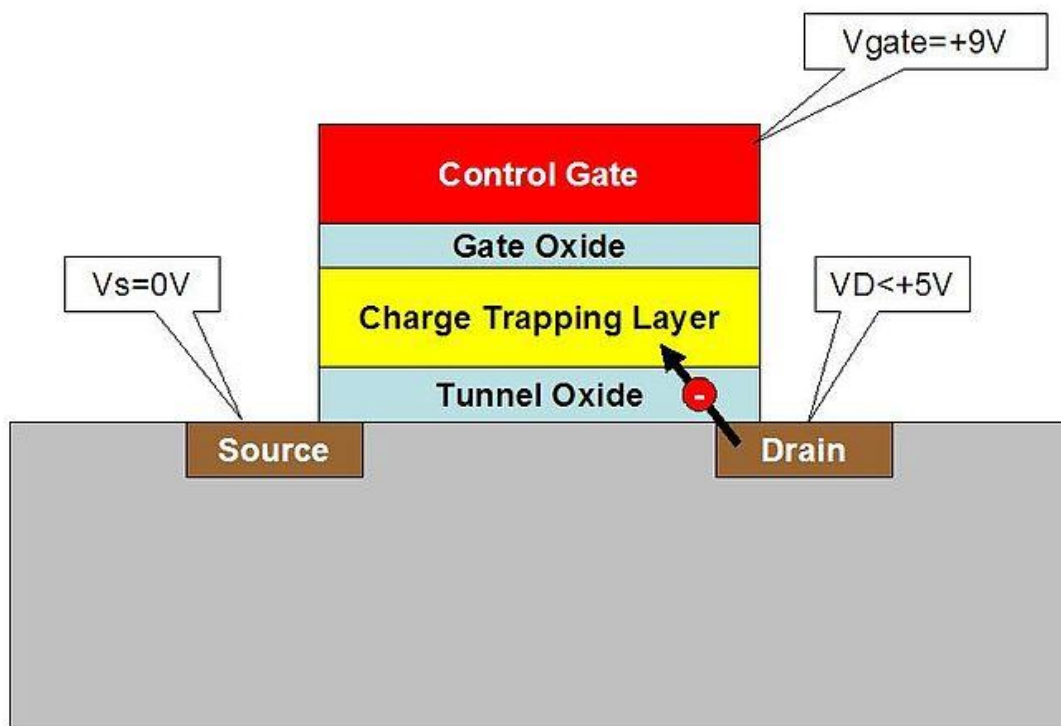 Vgate=+9V
Control Gate
Gate Oxide
Vs=0V
VD<+5V
Charge Trapping Layer
Tunnel Oxide
-
Source
Drain